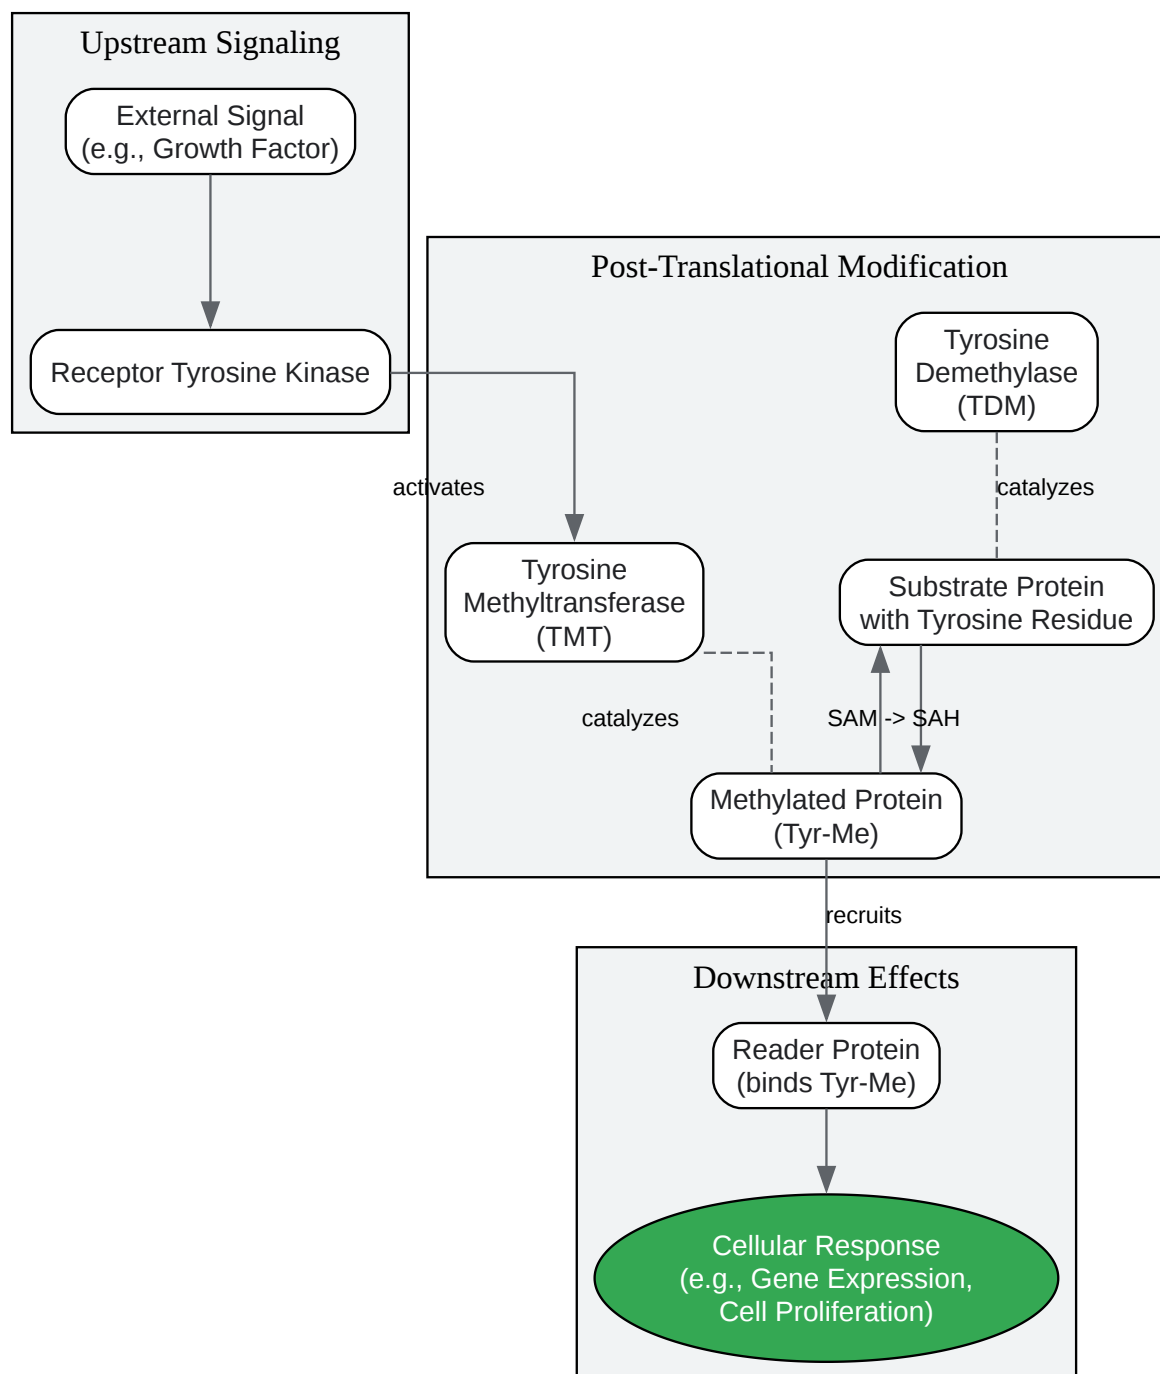 Upstream Signaling
External Signal
(e.g., Growth Factor)
Receptor Tyrosine Kinase
activates
Post-Translational Modification
Tyrosine
Demethylase
(TDM)
catalyzes
Tyrosine
Methyltransferase
(TMT)
Substrate Protein
with Tyrosine Residue
catalyzes
SAM -> SAH
Methylated Protein
(Tyr-Me)
recruits
Downstream Effects
Reader Protein
(binds Tyr-Me)
Cellular Response
(e.g., Gene Expression,
Cell Proliferation)